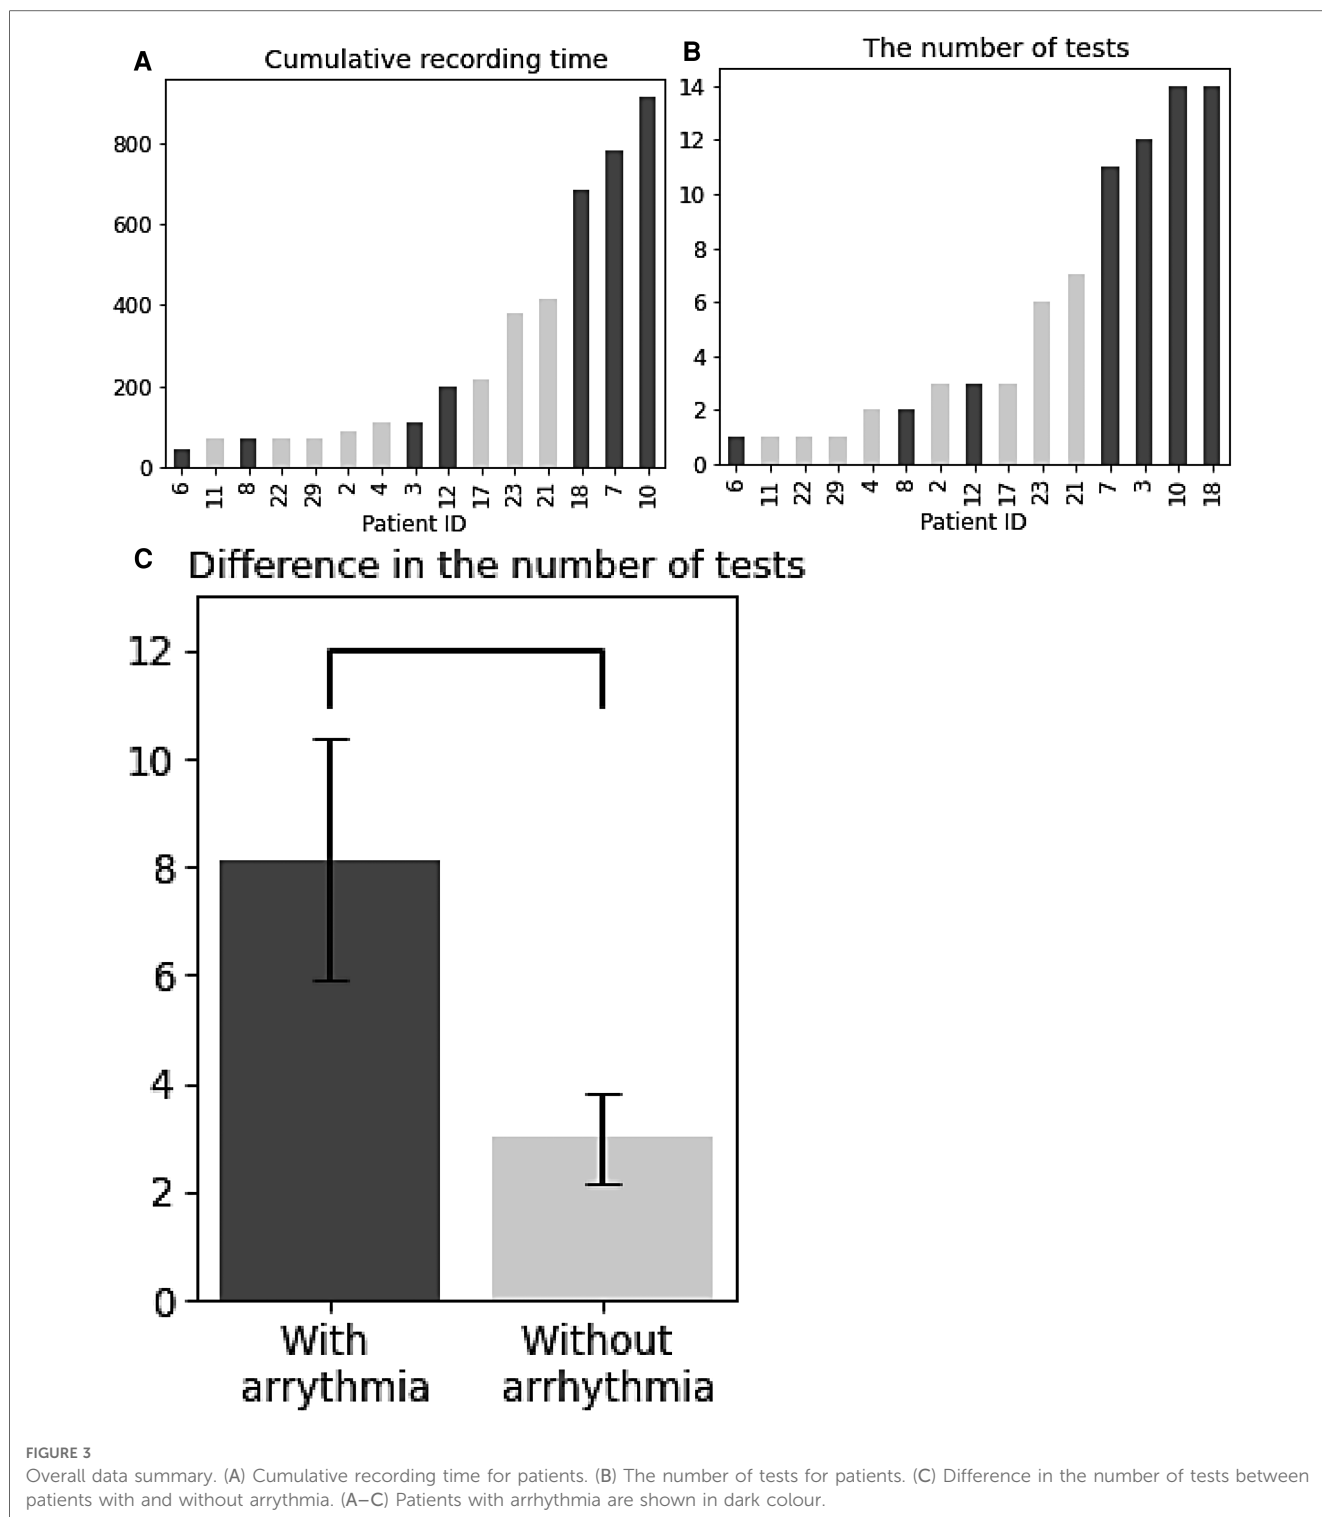 A
Cumulative recording time
800
600
400
200
0
6 11 8 22 29 2 4 3 12 17 23 21 18 7 10
Patient ID
B
The number of tests
14
12
10
8
6
4
2
0
6 11 22 29 4 8 2 12 17 23 21 7 3 10 18
Patient ID
C
Difference in the number of tests
12
10
8
6
4
2
0
With
arrythmia
Without
arrhythmia
FIGURE 3
Overall data summary. (A) Cumulative recording time for patients. (B) The number of tests for patients. (C) Difference in the number of tests between
patients with and without arrythmia. (A–C) Patients with arrhythmia are shown in dark colour.